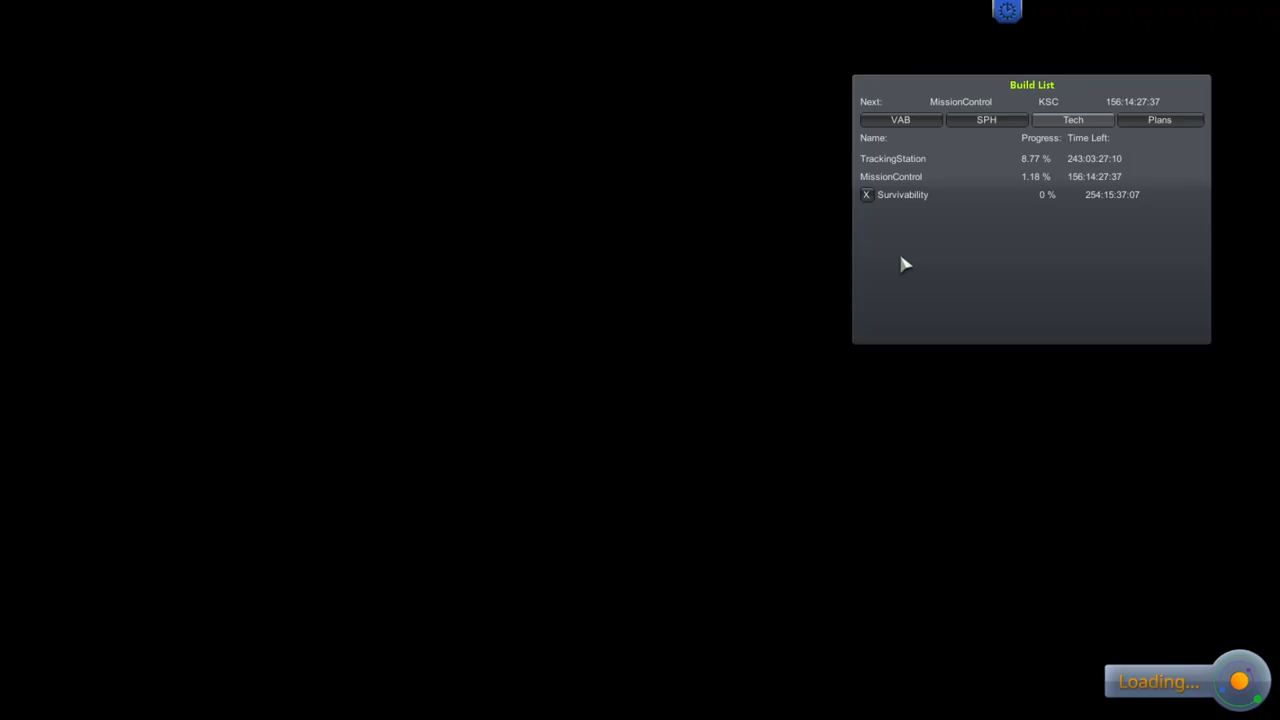 Build List
Next: MissionControl KSC 156:14:27:37
VAB SPH Tech Plans
Name: Progress: Time Left:
TrackingStation 8.77 % 243:03:27:10
MissionControl 1.18 % 156:14:27:37
X Survivability 0 % 254:15:37:07
Loading...